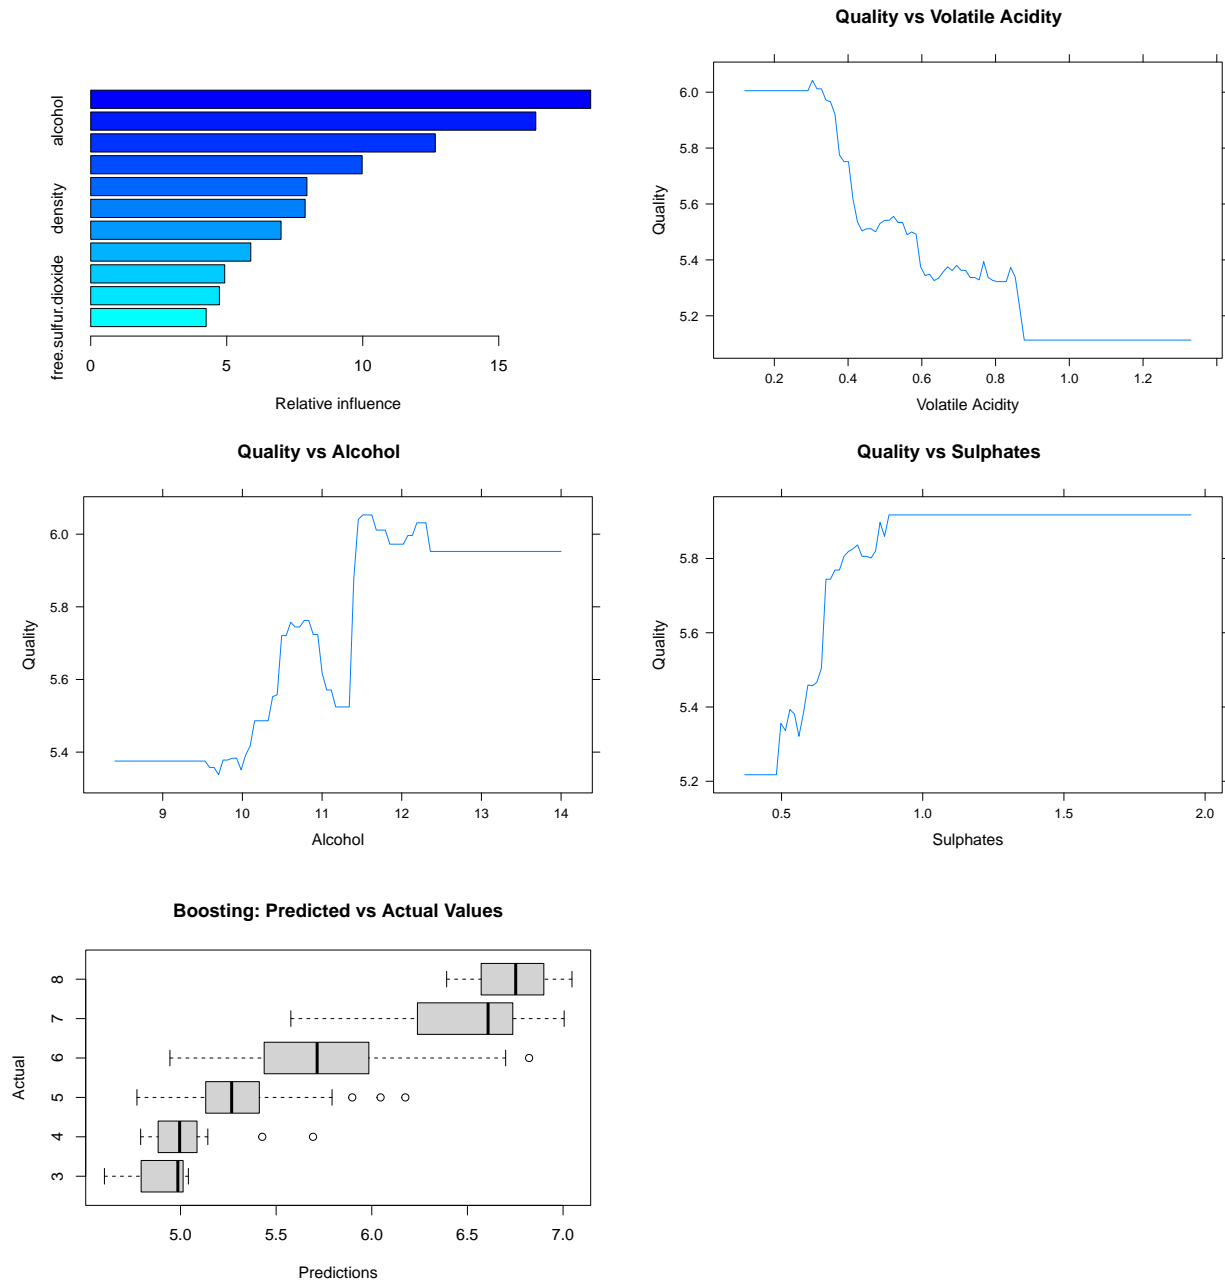 alcohol
density
free.sulfur.dioxide
0 5 10 15
Relative influence
Quality vs Volatile Acidity
Quality
6.0
5.8
5.6
5.4
5.2
0.2 0.4 0.6 0.8 1.0 1.2
Volatile Acidity
Quality vs Alcohol
Quality
6.0
5.8
5.6
5.4
9 10 11 12 13 14
Alcohol
Quality vs Sulphates
Quality
5.8
5.6
5.4
5.2
0.5 1.0 1.5 2.0
Sulphates
Boosting: Predicted vs Actual Values
Actual
8
7
6
5
4
3
5.0 5.5 6.0 6.5 7.0
Predictions